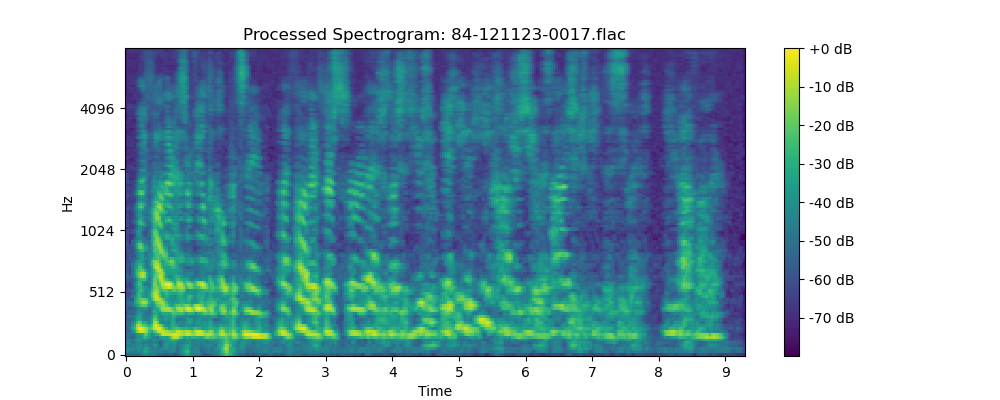 Processed Spectrogram: 84-121123-0017.flac
+0 dB
-10 dB
-20 dB
-30 dB
-40 dB
-50 dB
-60 dB
-70 dB
Hz
4096
2048
1024
512
0
0 1 2 3 4 5 6 7 8 9
Time